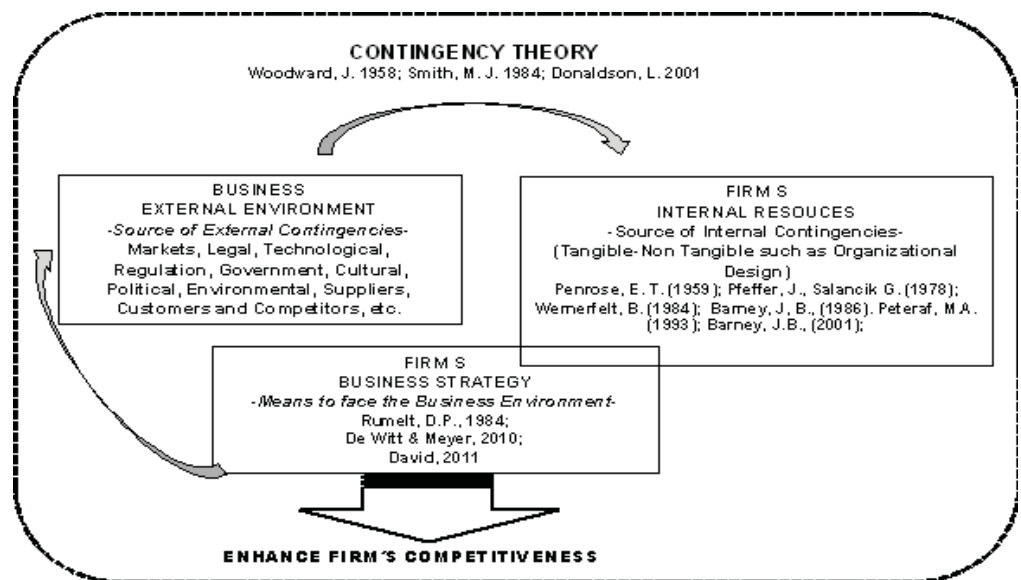 CONTINGENCY THEORY
Woodward, J. 1958; Smith, M. J. 1984; Donaldson, L. 2001
BUSINESS
EXTERNAL ENVIRONMENT
-Source of External Contingencies-
Markets, Legal, Technological,
Regulation, Government, Cultural,
Political, Environmental, Suppliers,
Customers and Competitors, etc.
FIRM S
INTERNAL RESOUCES
-Source of Internal Contingencies-
(Tangible-Non Tangible such as Organizational
Design)
Penrose, E. T. (1959); Pfeffer, J., Salancik G. (1978);
Wernerfelt, B. (1984); Barney, J, B., (1986). Peteraf, M.A.
(1993); Barney, J.B., (2001);
FIRM S
BUSINESS STRATEGY
-Means to face the Business Environment-
Rumelt, D.P., 1984;
De Witt & Meyer, 2010;
David, 2011
ENHANCE FIRM´S COMPETITIVENESS